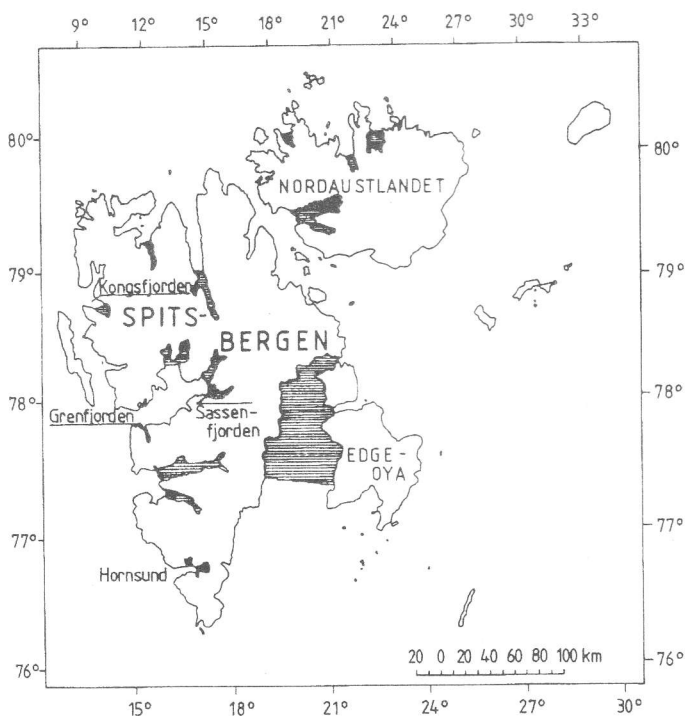 9° 12° 15° 18° 21° 24° 27° 30° 33°
80° 80°
NORDAUSTLANDET
79° 79°
Kongsfjorden
SPITS-
BERGEN
78° 78°
Grenfjorden
Sassen-
fjorden
EDGE-
OYA
77° 77°
Hornsund
20 0 20 40 60 80 100 km
76° 76°
15° 18° 21° 24° 27° 30°